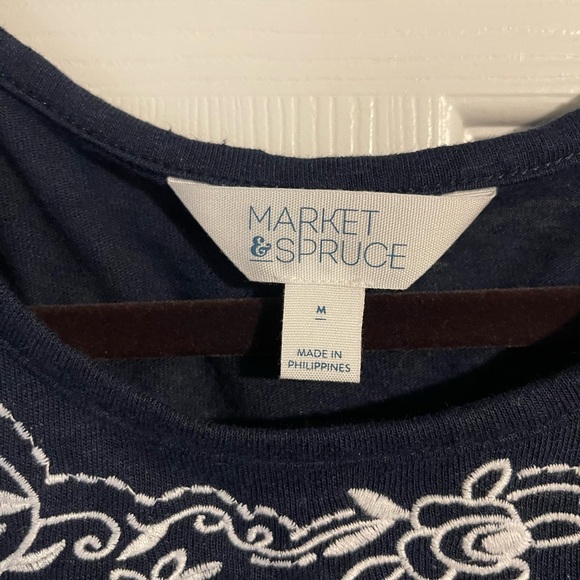 MARKET
& SPRUCE
M
MADE IN
PHILIPPINES